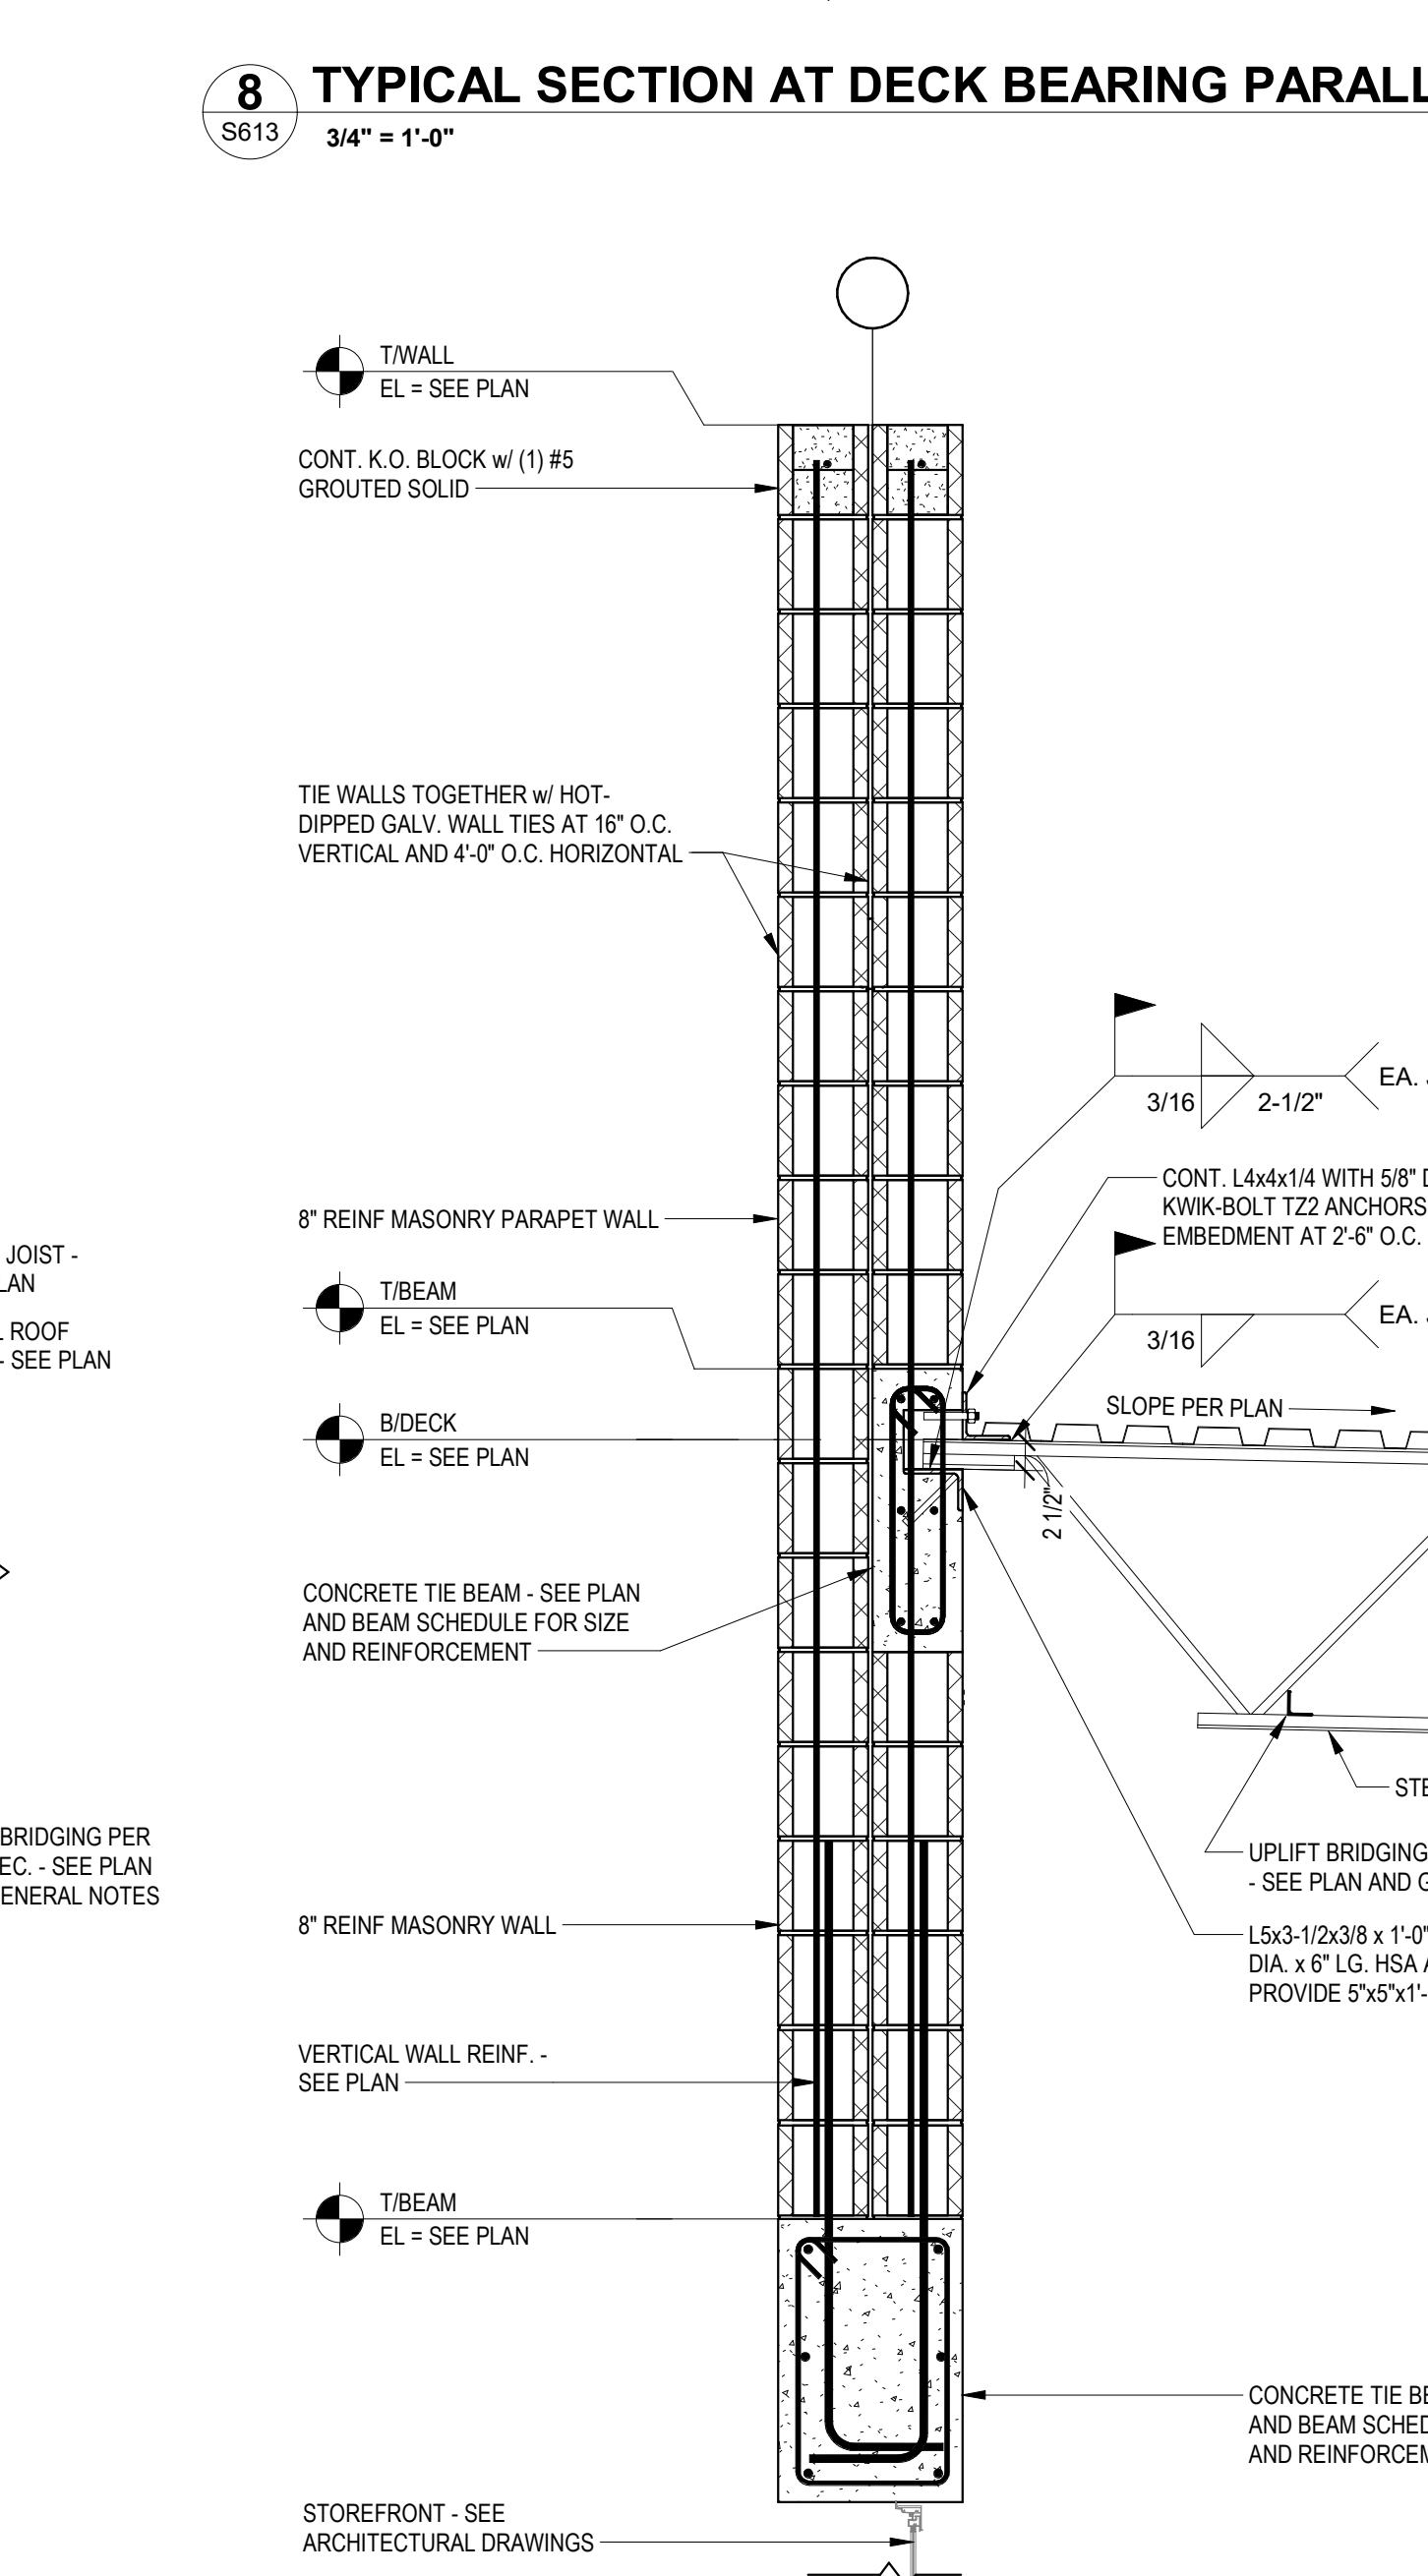 8
S613
TYPICAL SECTION AT DECK BEARING PARALL
3/4" = 1'-0"
T/WALL
EL = SEE PLAN
CONT. K.O. BLOCK w/ (1) #5
GROUTED SOLID
TIE WALLS TOGETHER w/ HOT-
DIPPED GALV. WALL TIES AT 16" O.C.
VERTICAL AND 4'-0" O.C. HORIZONTAL
3/16
2-1/2"
EA.
CONT. L4x4x1/4 WITH 5/8"
KWIK-BOLT TZ2 ANCHORS
EMBEDMENT AT 2'-6" O.C.
8" REINF MASONRY PARAPET WALL
JOIST -
LAN
ROOF
- SEE PLAN
T/BEAM
EL = SEE PLAN
3/16
EA.
B/DECK
EL = SEE PLAN
SLOPE PER PLAN
2 1/2"
CONCRETE TIE BEAM - SEE PLAN
AND BEAM SCHEDULE FOR SIZE
AND REINFORCEMENT
STE
BRIDGING PER
EC. - SEE PLAN
ENERAL NOTES
UPLIFT BRIDGING
- SEE PLAN AND G
8" REINF MASONRY WALL
L5x3-1/2x3/8 x 1'-0"
DIA. x 6" LG. HSA
PROVIDE 5"x5"x1'-
VERTICAL WALL REINF. -
SEE PLAN
T/BEAM
EL = SEE PLAN
CONCRETE TIE BE
AND BEAM SCHED
AND REINFORCEM
STOREFRONT - SEE
ARCHITECTURAL DRAWINGS